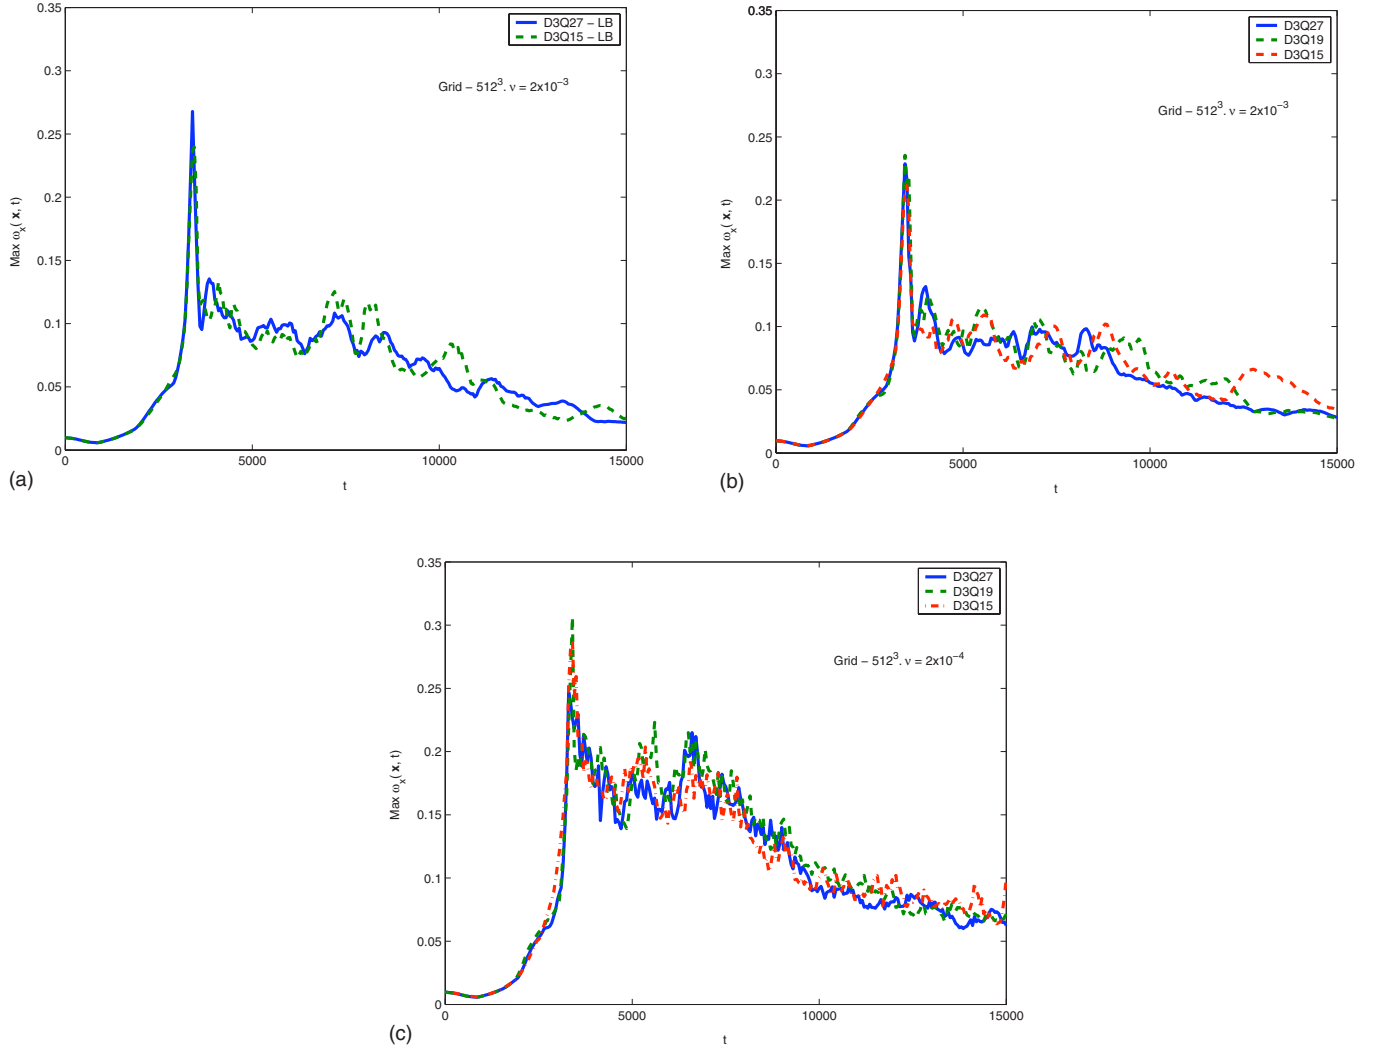 D3Q27 – LB
D3Q15 – LB
Grid – 512³. ν = 2x10⁻³
0.35
0.3
0.25
0.2
0.15
0.1
0.05
0
Max ωₓ( x, t)
0 5000 10000 15000
t
(a)
D3Q27
D3Q19
D3Q15
Grid – 512³. ν = 2x10⁻³
0.35
0.3
0.25
0.2
0.15
0.1
0.05
0
Max ωₓ( x, t)
0 5000 10000 15000
t
(b)
D3Q27
D3Q19
D3Q15
Grid – 512³. ν = 2x10⁻⁴
0.35
0.3
0.25
0.2
0.15
0.1
0.05
0
Max ωₓ( x, t)
0 5000 10000 15000
t
(c)